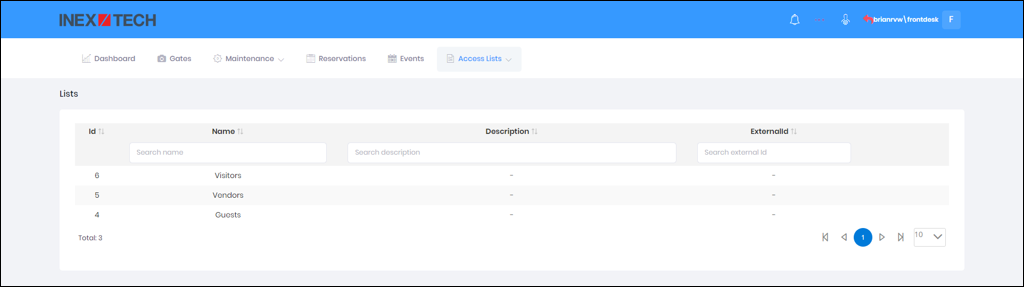 INEX TECH
brianrvw\frontdesk F
Dashboard Gates Maintenance Reservations Events Access Lists
Lists
Id Name Description ExternalId
Search name Search description Search external id
6 Visitors - -
5 Vendors - -
4 Guests - -
Total: 3 1 10